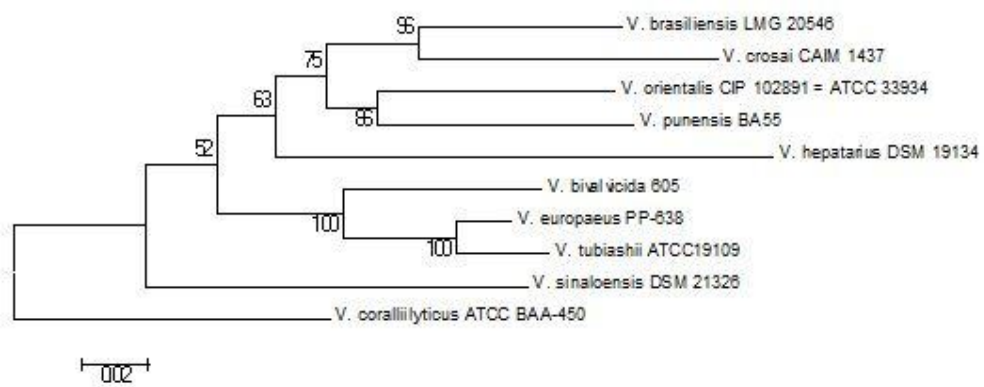 V. brasiliensis LMG 20546
96
V. crosai CAIM 1437
75
V. orientalis CIP 102891 = ATCC 33934
63
86
V. punensis BA55
52
V. hepatarius DSM 19134
V. bivalvicida 605
100
V. europaeus PP-638
100
V. tubiashii ATCC19109
V. sinaloensis DSM 21326
V. coralliilyticus ATCC BAA-450
0.02